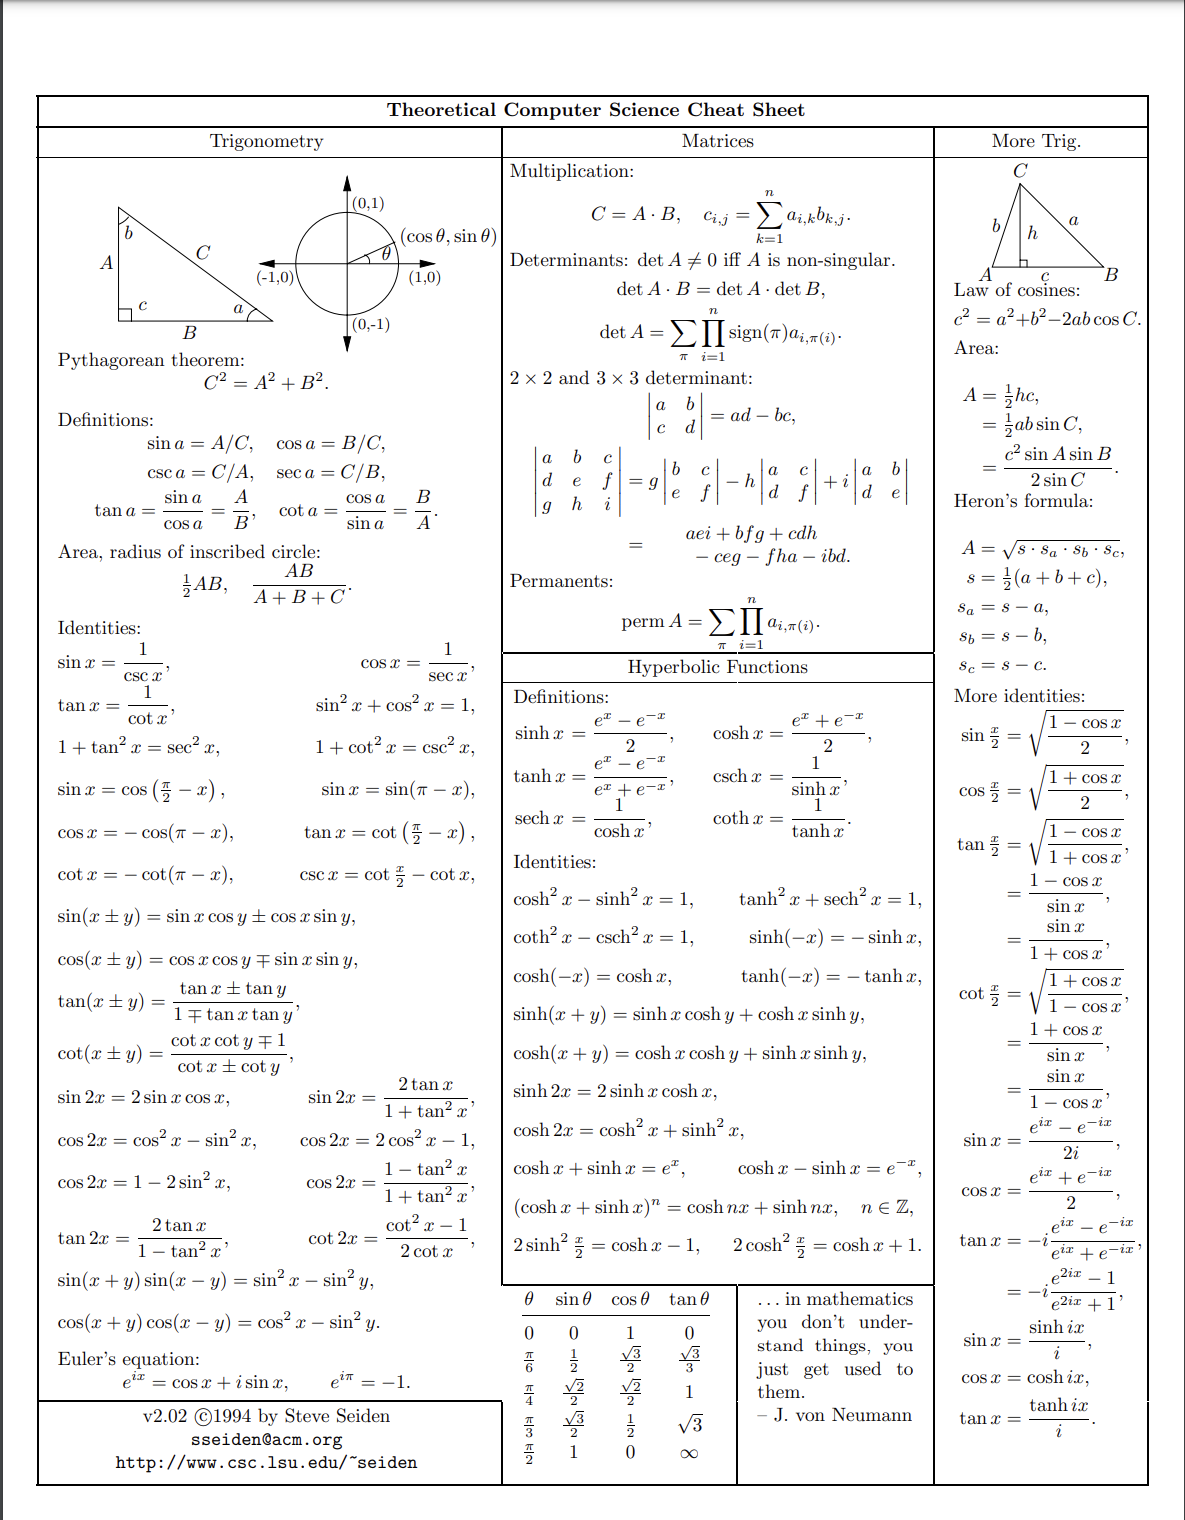 Theoretical Computer Science Cheat Sheet
Trigonometry
b
A
C
c
a
B
(0,1)
(cos θ, sin θ)
θ
(-1,0)
(1,0)
(0,-1)
Pythagorean theorem:
C² = A² + B².
Definitions:
sin a = A/C, cos a = B/C,
csc a = C/A, sec a = C/B,
tan a = sin a / cos a = A/B, cot a = cos a / sin a = B/A.
Area, radius of inscribed circle:
½AB, AB / (A + B + C).
Identities:
sin x = 1 / csc x, cos x = 1 / sec x,
tan x = 1 / cot x, sin² x + cos² x = 1,
1 + tan² x = sec² x, 1 + cot² x = csc² x,
sin x = cos (π/2 − x), sin x = sin(π − x),
cos x = − cos(π − x), tan x = cot (π/2 − x),
cot x = − cot(π − x), csc x = cot x/2 − cot x,
sin(x ± y) = sin x cos y ± cos x sin y,
cos(x ± y) = cos x cos y ∓ sin x sin y,
tan(x ± y) = (tan x ± tan y) / (1 ∓ tan x tan y),
cot(x ± y) = (cot x cot y ∓ 1) / (cot x ± cot y),
sin 2x = 2 sin x cos x, sin 2x = 2 tan x / (1 + tan² x),
cos 2x = cos² x − sin² x, cos 2x = 2 cos² x − 1,
cos 2x = 1 − 2 sin² x, cos 2x = (1 − tan² x) / (1 + tan² x),
tan 2x = 2 tan x / (1 − tan² x), cot 2x = (cot² x − 1) / (2 cot x),
sin(x + y) sin(x − y) = sin² x − sin² y,
cos(x + y) cos(x − y) = cos² x − sin² y.
Euler's equation:
e^{ix} = cos x + i sin x, e^{iπ} = −1.
v2.02 ©1994 by Steve Seiden
sseiden@acm.org
http://www.csc.lsu.edu/~seiden
Matrices
Multiplication:
C = A · B, c_{i,j} = ∑_{k=1}^{n} a_{i,k}b_{k,j}.
Determinants: det A ≠ 0 iff A is non-singular.
det A · B = det A · det B,
det A = ∑_π ∏_{i=1}^{n} sign(π)a_{i,π(i)}.
2 × 2 and 3 × 3 determinant:
|a b
c d| = ad − bc,
|a b c
d e f
g h i| = g |b c
e f| − h |a c
d f| + i |a b
d e|
= aei + bfg + cdh
− ceg − fha − ibd.
Permanents:
perm A = ∑_π ∏_{i=1}^{n} a_{i,π(i)}.
Hyperbolic Functions
Definitions:
sinh x = (e^x − e^{−x}) / 2, cosh x = (e^x + e^{−x}) / 2,
tanh x = (e^x − e^{−x}) / (e^x + e^{−x}), csch x = 1 / sinh x,
sech x = 1 / cosh x, coth x = 1 / tanh x.
Identities:
cosh² x − sinh² x = 1, tanh² x + sech² x = 1,
coth² x − csch² x = 1, sinh(−x) = − sinh x,
cosh(−x) = cosh x, tanh(−x) = − tanh x,
sinh(x + y) = sinh x cosh y + cosh x sinh y,
cosh(x + y) = cosh x cosh y + sinh x sinh y,
sinh 2x = 2 sinh x cosh x,
cosh 2x = cosh² x + sinh² x,
cosh x + sinh x = e^x, cosh x − sinh x = e^{−x},
(cosh x + sinh x)^n = cosh nx + sinh nx, n ∈ ℤ,
2 sinh² x/2 = cosh x − 1, 2 cosh² x/2 = cosh x + 1.
θ sin θ cos θ tan θ
0 0 1 0
π/6 1/2 √3/2 √3/3
π/4 √2/2 √2/2 1
π/3 √3/2 1/2 √3
π/2 1 0 ∞
... in mathematics
you don't under-
stand things, you
just get used to
them.
– J. von Neumann
More Trig.
C
b
h
a
A
c
B
Law of cosines:
c² = a²+b²−2ab cos C.
Area:
A = ½hc,
= ½ab sin C,
= c² sin A sin B / (2 sin C).
Heron's formula:
A = √(s · s_a · s_b · s_c),
s = ½(a + b + c),
s_a = s − a,
s_b = s − b,
s_c = s − c.
More identities:
sin x/2 = √((1 − cos x) / 2),
cos x/2 = √((1 + cos x) / 2),
tan x/2 = √((1 − cos x) / (1 + cos x)),
= (1 − cos x) / sin x,
= sin x / (1 + cos x),
cot x/2 = √((1 + cos x) / (1 − cos x)),
= (1 + cos x) / sin x,
= sin x / (1 − cos x),
sin x = (e^{ix} − e^{−ix}) / 2i,
cos x = (e^{ix} + e^{−ix}) / 2,
tan x = −i (e^{ix} − e^{−ix}) / (e^{ix} + e^{−ix}),
= −i (e^{2ix} − 1) / (e^{2ix} + 1),
sin x = sinh ix / i,
cos x = cosh ix,
tan x = tanh ix / i.